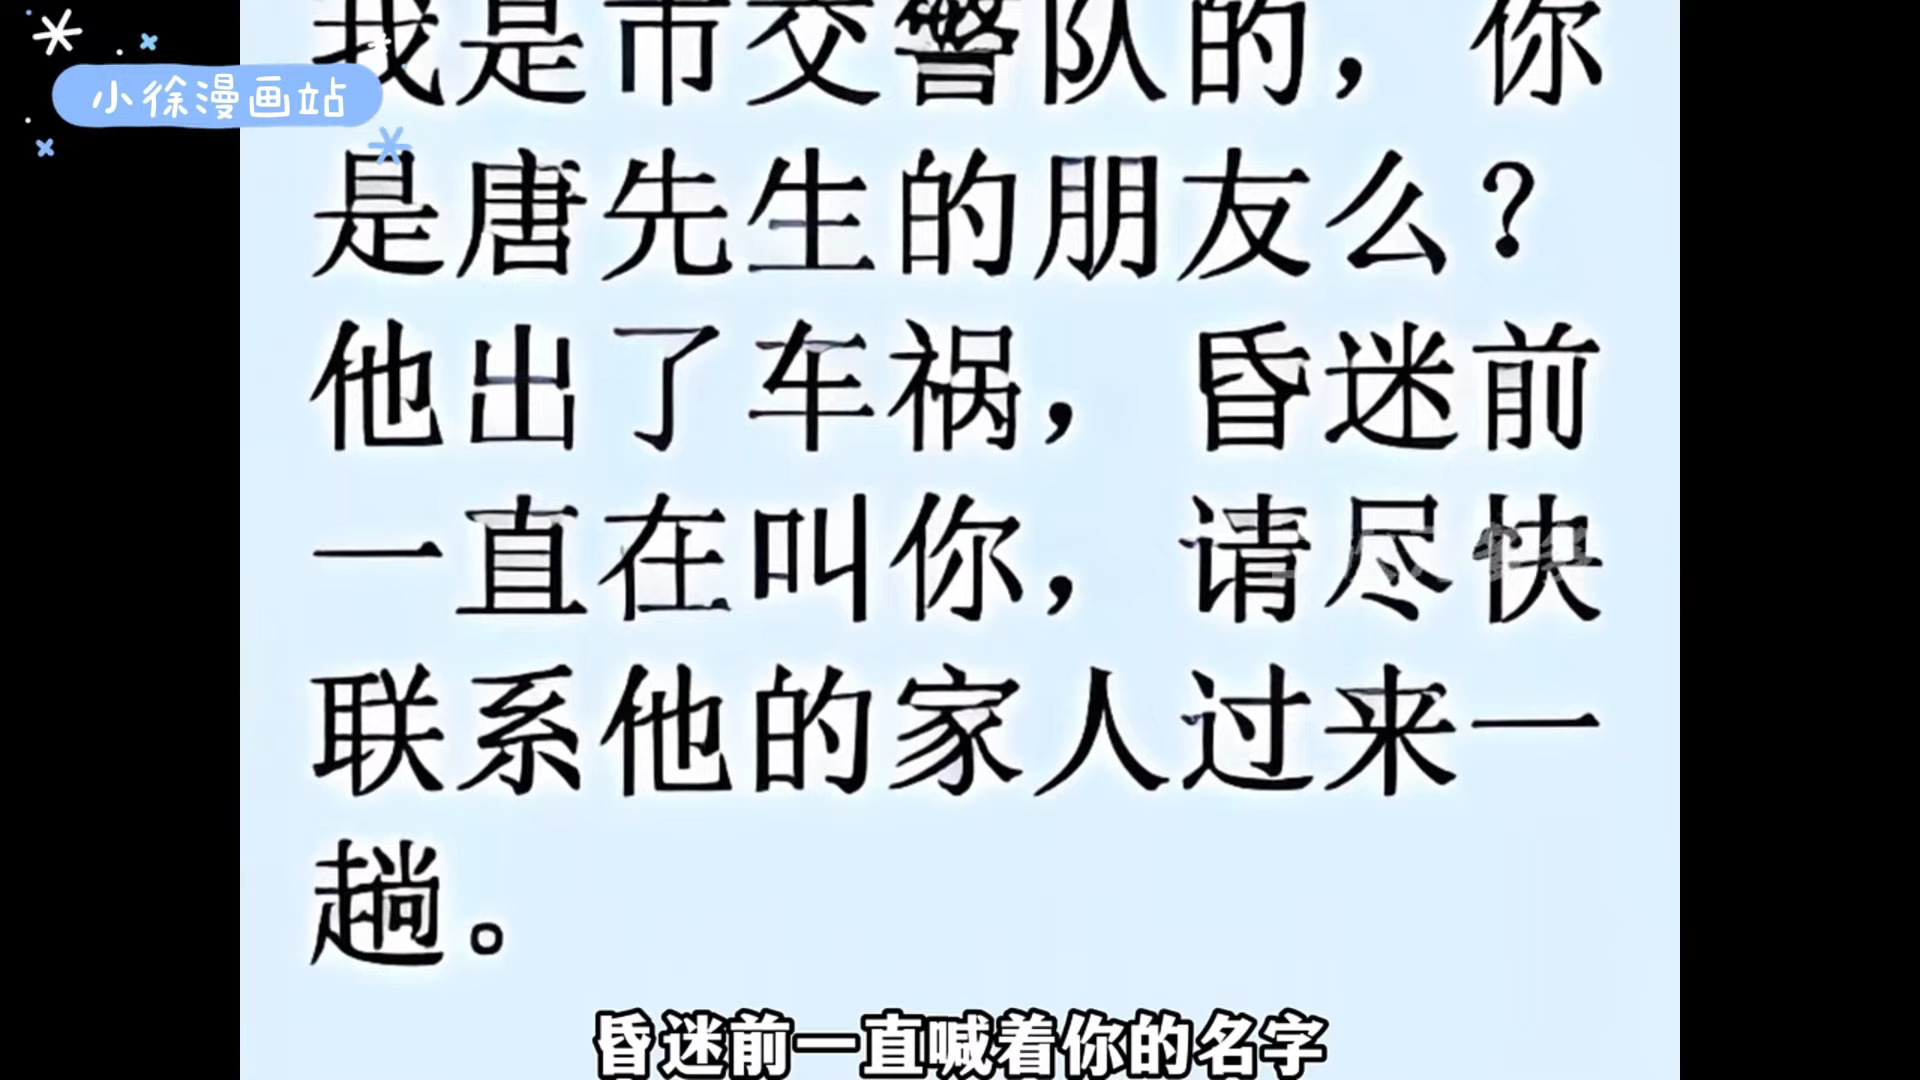 小徐漫画站
我是市交警队的，你
是唐先生的朋友么？
他出了车祸，昏迷前
一直在叫你，请尽快
联系他的家人过来一
趟。
昏迷前一直喊着你的名字